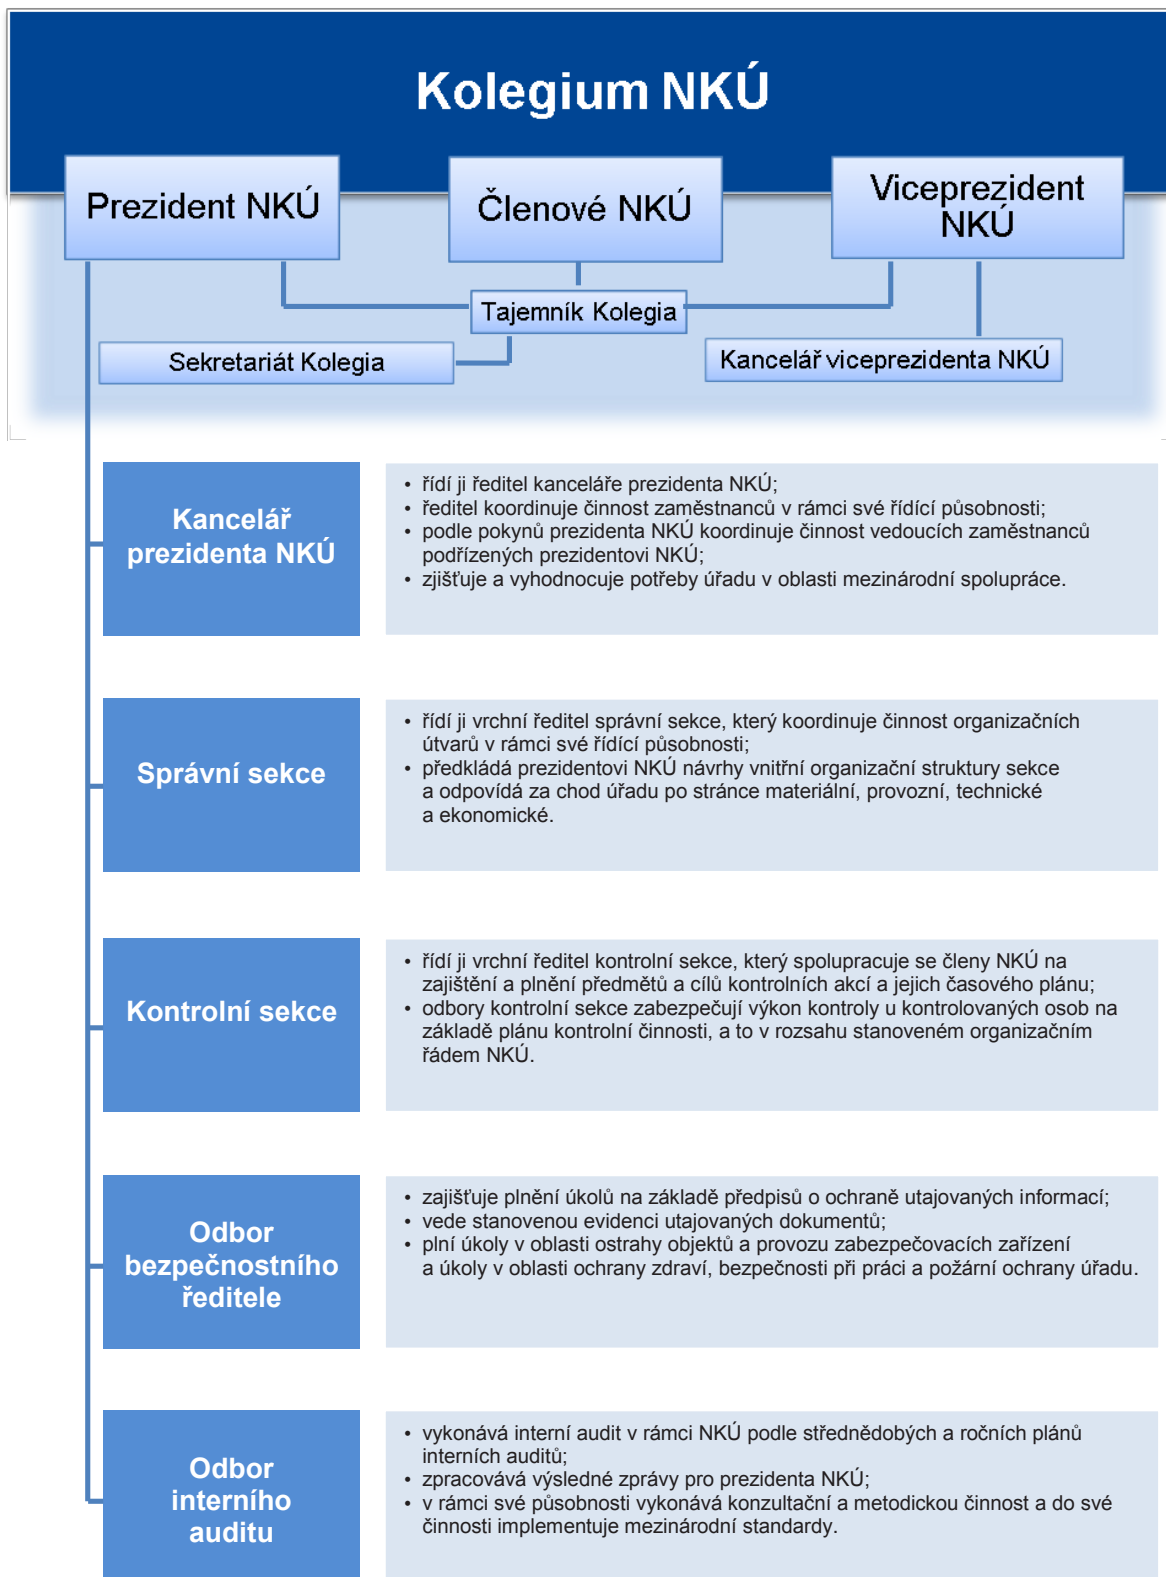 Kolegium NKÚ
Prezident NKÚ
Členové NKÚ
Viceprezident
NKÚ
Tajemník Kolegia
Sekretariát Kolegia
Kancelář viceprezidenta NKÚ
Kancelář
prezidenta NKÚ
• řídí ji ředitel kanceláře prezidenta NKÚ;
• ředitel koordinuje činnost zaměstnanců v rámci své řídící působnosti;
• podle pokynů prezidenta NKÚ koordinuje činnost vedoucích zaměstnanců
podřízených prezidentovi NKÚ;
• zjišťuje a vyhodnocuje potřeby úřadu v oblasti mezinárodní spolupráce.
Správní sekce
• řídí ji vrchní ředitel správní sekce, který koordinuje činnost organizačních
útvarů v rámci své řídící působnosti;
• předkládá prezidentovi NKÚ návrhy vnitřní organizační struktury sekce
a odpovídá za chod úřadu po stránce materiální, provozní, technické
a ekonomické.
Kontrolní sekce
• řídí ji vrchní ředitel kontrolní sekce, který spolupracuje se členy NKÚ na
zajištění a plnění předmětů a cílů kontrolních akcí a jejich časového plánu;
• odbory kontrolní sekce zabezpečují výkon kontroly u kontrolovaných osob na
základě plánu kontrolní činnosti, a to v rozsahu stanoveném organizačním
řádem NKÚ.
Odbor
bezpečnostního
ředitele
• zajišťuje plnění úkolů na základě předpisů o ochraně utajovaných informací;
• vede stanovenou evidenci utajovaných dokumentů;
• plní úkoly v oblasti ostrahy objektů a provozu zabezpečovacích zařízení
a úkoly v oblasti ochrany zdraví, bezpečnosti při práci a požární ochrany úřadu.
Odbor
interního
auditu
• vykonává interní audit v rámci NKÚ podle střednědobých a ročních plánů
interních auditů;
• zpracovává výsledné zprávy pro prezidenta NKÚ;
• v rámci své působnosti vykonává konzultační a metodickou činnost a do své
činnosti implementuje mezinárodní standardy.